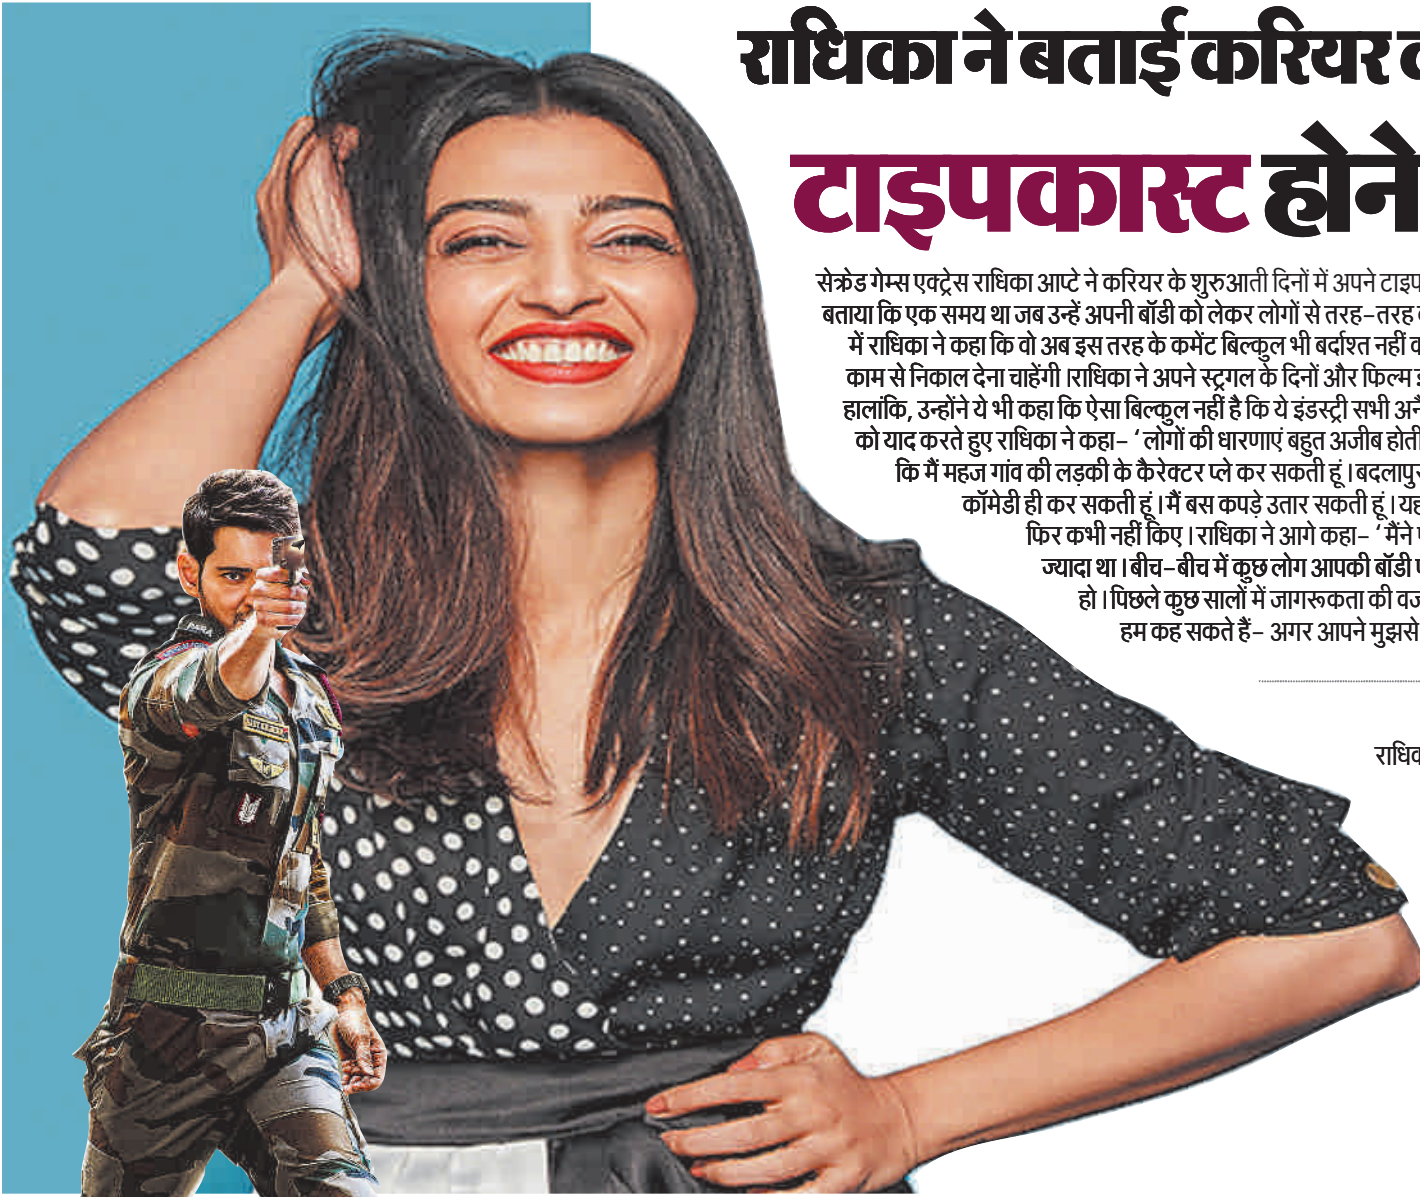 राधिका ने बताई करियर
टाइपकास्ट होने
सेक्रेड गेम्स एक्ट्रेस राधिका आप्टे ने करियर के शुरुआती दिनों में अपने टाइप
बताया कि एक समय था जब उन्हें अपनी बॉडी को लेकर लोगों से तरह-तरह
में राधिका ने कहा कि वो अब इस तरह के कमेंट बिल्कुल भी बर्दाश्त नहीं
काम से निकाल देना चाहेंगी।राधिका ने अपने स्ट्रगल के दिनों और फिल्म
हालांकि, उन्होंने ये भी कहा कि ऐसा बिल्कुल नहीं है कि ये इंडस्ट्री सभी
को याद करते हुए राधिका ने कहा- ‘ लोगों की धारणाएं बहुत अजीब होती
कि मैं महज गांव की लड़की के कैरेक्टर प्ले कर सकती हूं।बदलापुर
कॉमेडी ही कर सकती हूं।मैं बस कपड़े उतार सकती हूं।यह
फिर कभी नहीं किए।राधिका ने आगे कहा- ‘ मैंने
ज्यादा था।बीच-बीच में कुछ लोग आपकी बॉडी
हो।पिछले कुछ सालों में जागरूकता की
हम कह सकते हैं- अगर आपने मुझसे